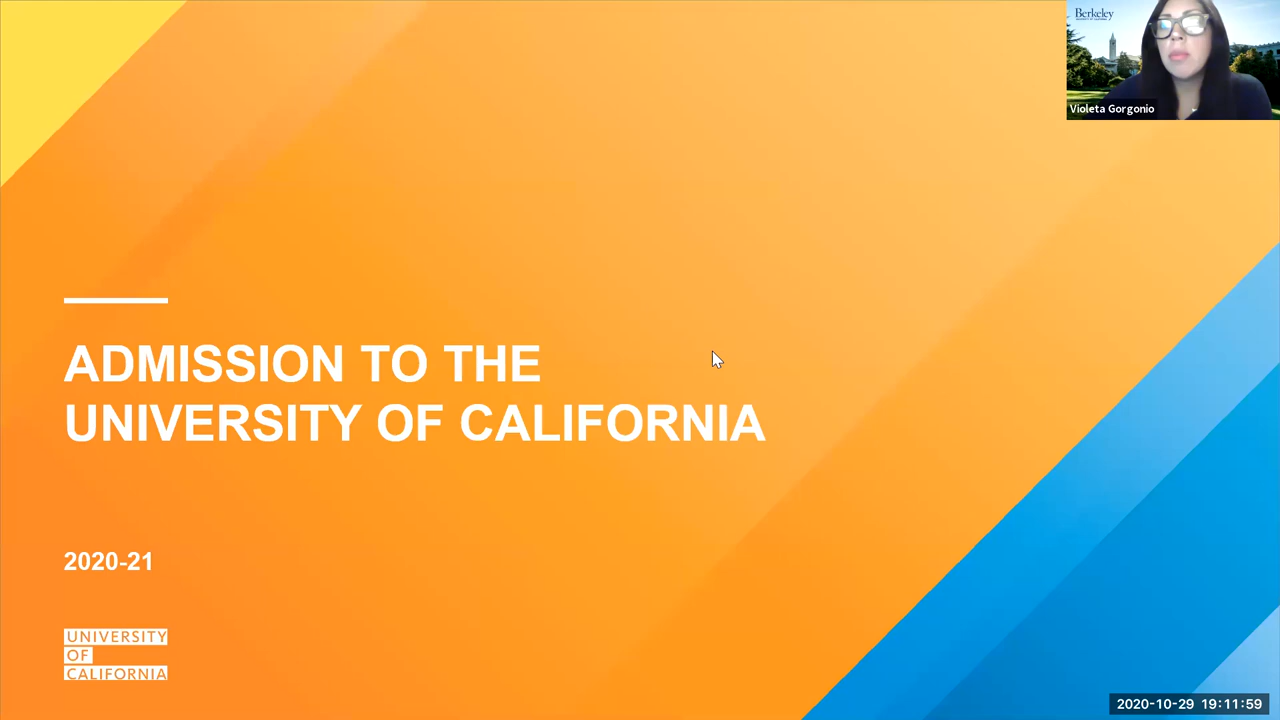 Berkeley
Violeta Gorgonio
ADMISSION TO THE
UNIVERSITY OF CALIFORNIA
2020-21
UNIVERSITY
OF
CALIFORNIA
2020-10-29 19:11:59